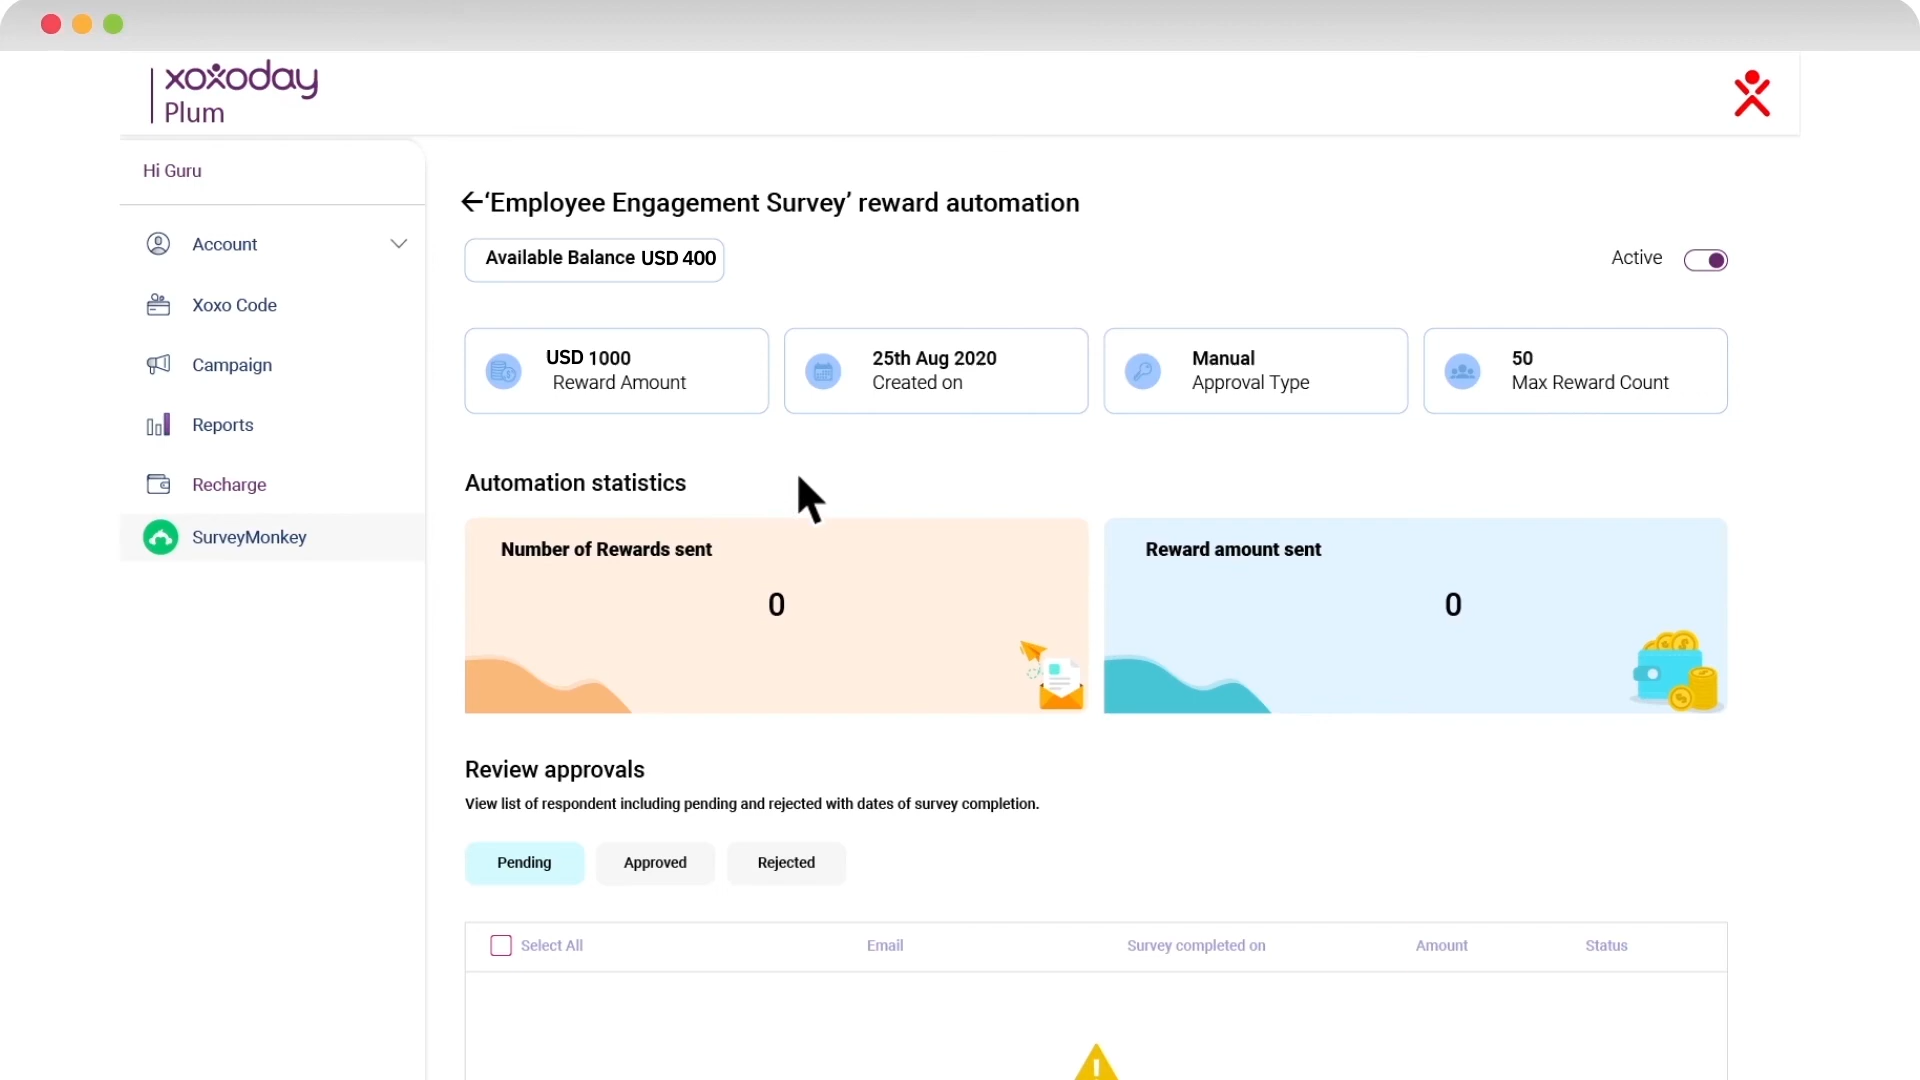 xoxoday
Plum
Hi Guru
Account
Xoxo Code
Campaign
Reports
Recharge
SurveyMonkey
‘Employee Engagement Survey’ reward automation
Available Balance USD 400
Active
USD 1000
Reward Amount
25th Aug 2020
Created on
Manual
Approval Type
50
Max Reward Count
Automation statistics
Number of Rewards sent
0
Reward amount sent
0
Review approvals
View list of respondent including pending and rejected with dates of survey completion.
Pending Approved Rejected
Select All Email Survey completed on Amount Status